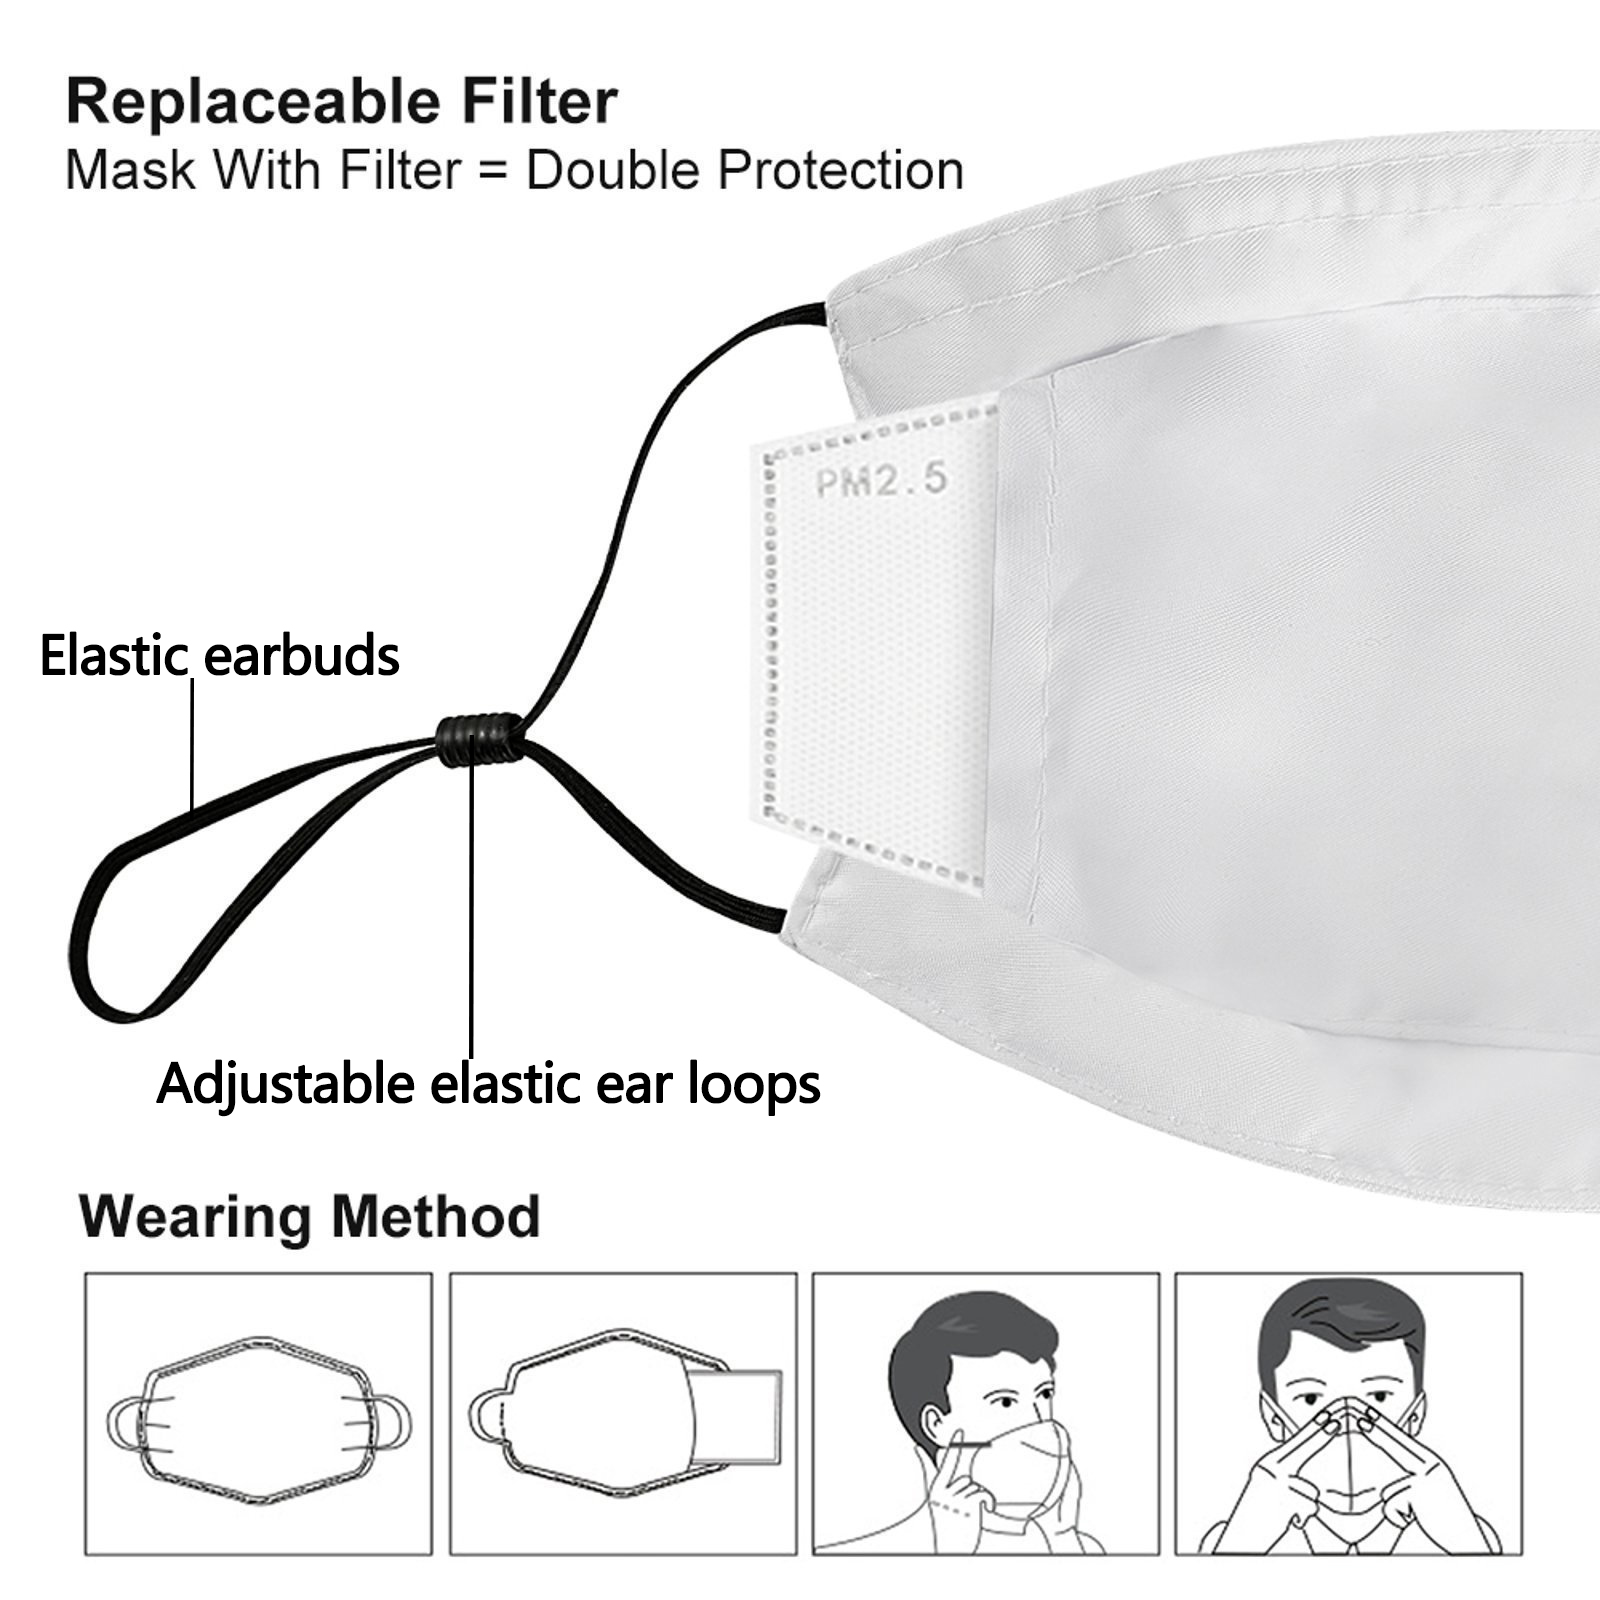 Replaceable Filter
Mask With Filter = Double Protection
PM2.5
Elastic earbuds
Adjustable elastic ear loops
Wearing Method